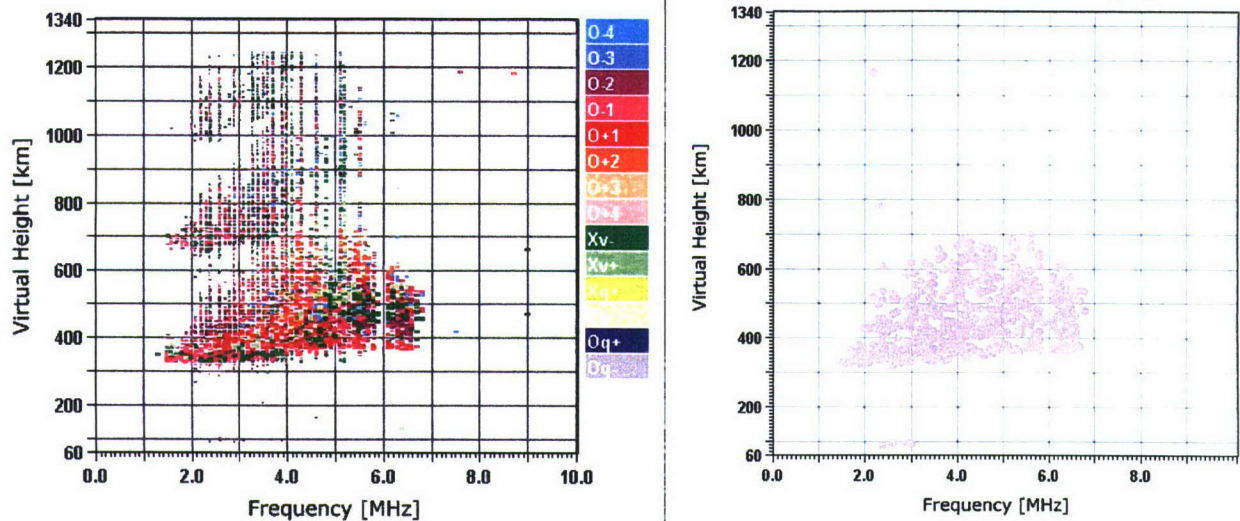 1340
1200
1000
800
600
400
200
60
Virtual Height [km]
0.0 2.0 4.0 6.0 8.0 10.0
Frequency [MHz]
O-4
O-3
O-2
O-1
O+1
O+2
O+3
O+4
Xv-
Xv+
Xq+
Oq+
Oq-
1340
1200
1000
800
600
400
200
60
Virtual Height [km]
0.0 2.0 4.0 6.0 8.0
Frequency [MHz]